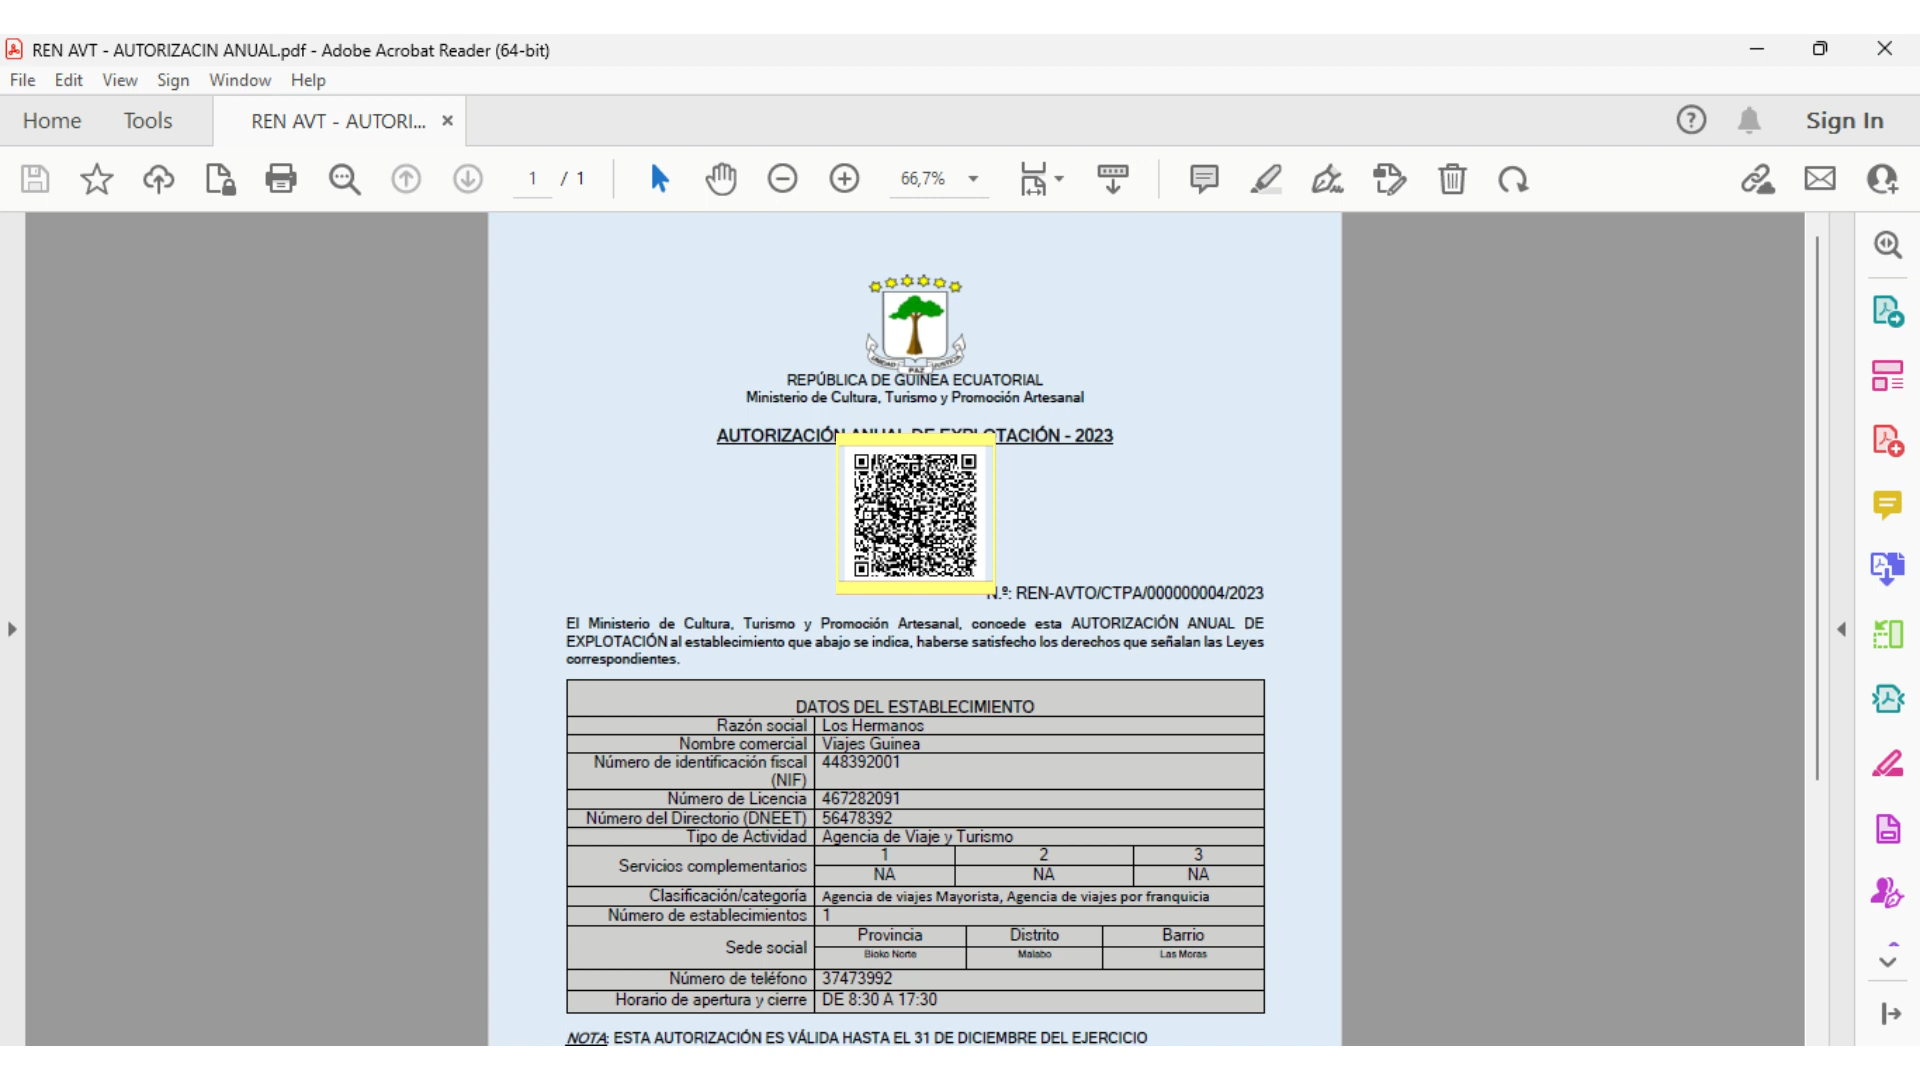 REN AVT - AUTORIZACIN ANUAL.pdf - Adobe Acrobat Reader (64-bit)
File Edit View Sign Window Help
Home Tools REN AVT - AUTORI... × Sign In
1 / 1 66,7%
UNIDAD PAZ JUSTICIA
REPÚBLICA DE GUINEA ECUATORIAL
Ministerio de Cultura, Turismo y Promoción Artesanal
AUTORIZACIÓN ANUAL DE EXPLOTACIÓN - 2023
N.º: REN-AVTO/CTPA/000000004/2023
El Ministerio de Cultura, Turismo y Promoción Artesanal, concede esta AUTORIZACIÓN ANUAL DE
EXPLOTACIÓN al establecimiento que abajo se indica, haberse satisfecho los derechos que señalan las Leyes
correspondientes.
DATOS DEL ESTABLECIMIENTO
Razón social Los Hermanos
Nombre comercial Viajes Guinea
Número de identificación fiscal 448392001
(NIF)
Número de Licencia 467282091
Número del Directorio (DNEET) 56478392
Tipo de Actividad Agencia de Viaje y Turismo
Servicios complementarios
1 2 3
NA NA NA
Clasificación/categoría Agencia de viajes Mayorista, Agencia de viajes por franquicia
Número de establecimientos 1
Sede social
Provincia Distrito Barrio
Bioko Norte Malabo Las Moras
Número de teléfono 37473992
Horario de apertura y cierre DE 8:30 A 17:30
NOTA: ESTA AUTORIZACIÓN ES VÁLIDA HASTA EL 31 DE DICIEMBRE DEL EJERCICIO